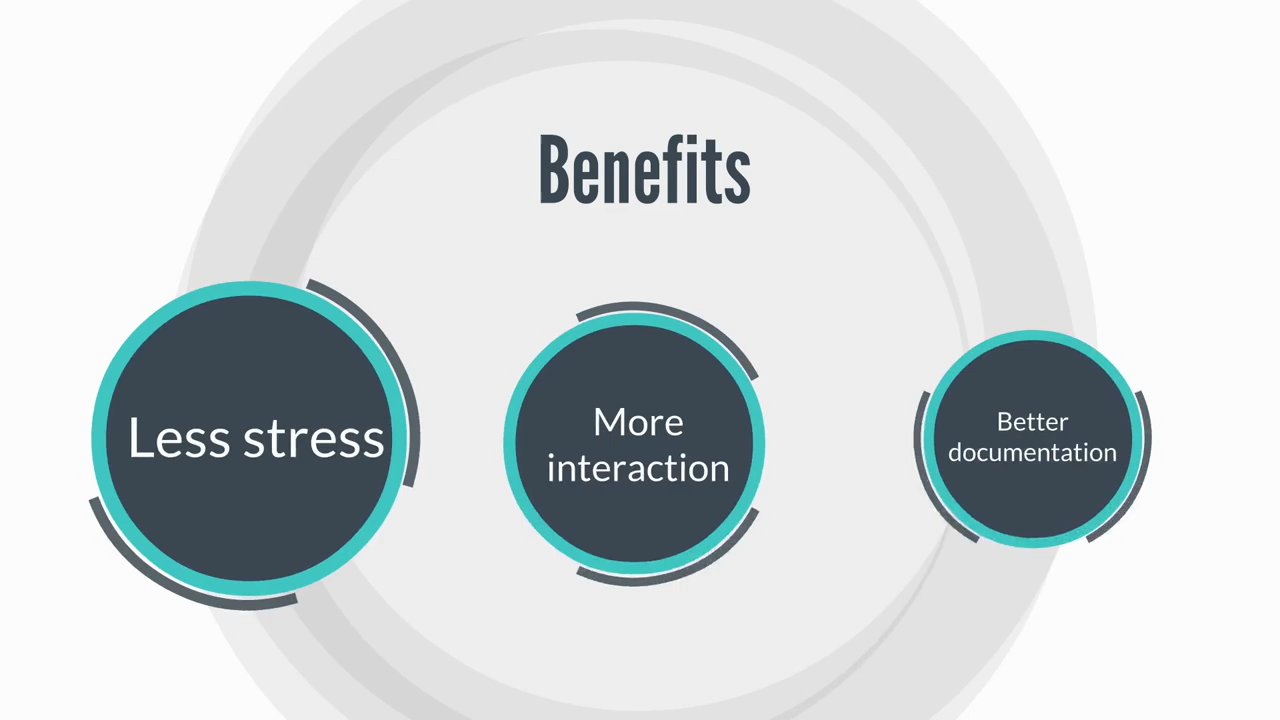 Benefits
Less stress
More
interaction
Better
documentation